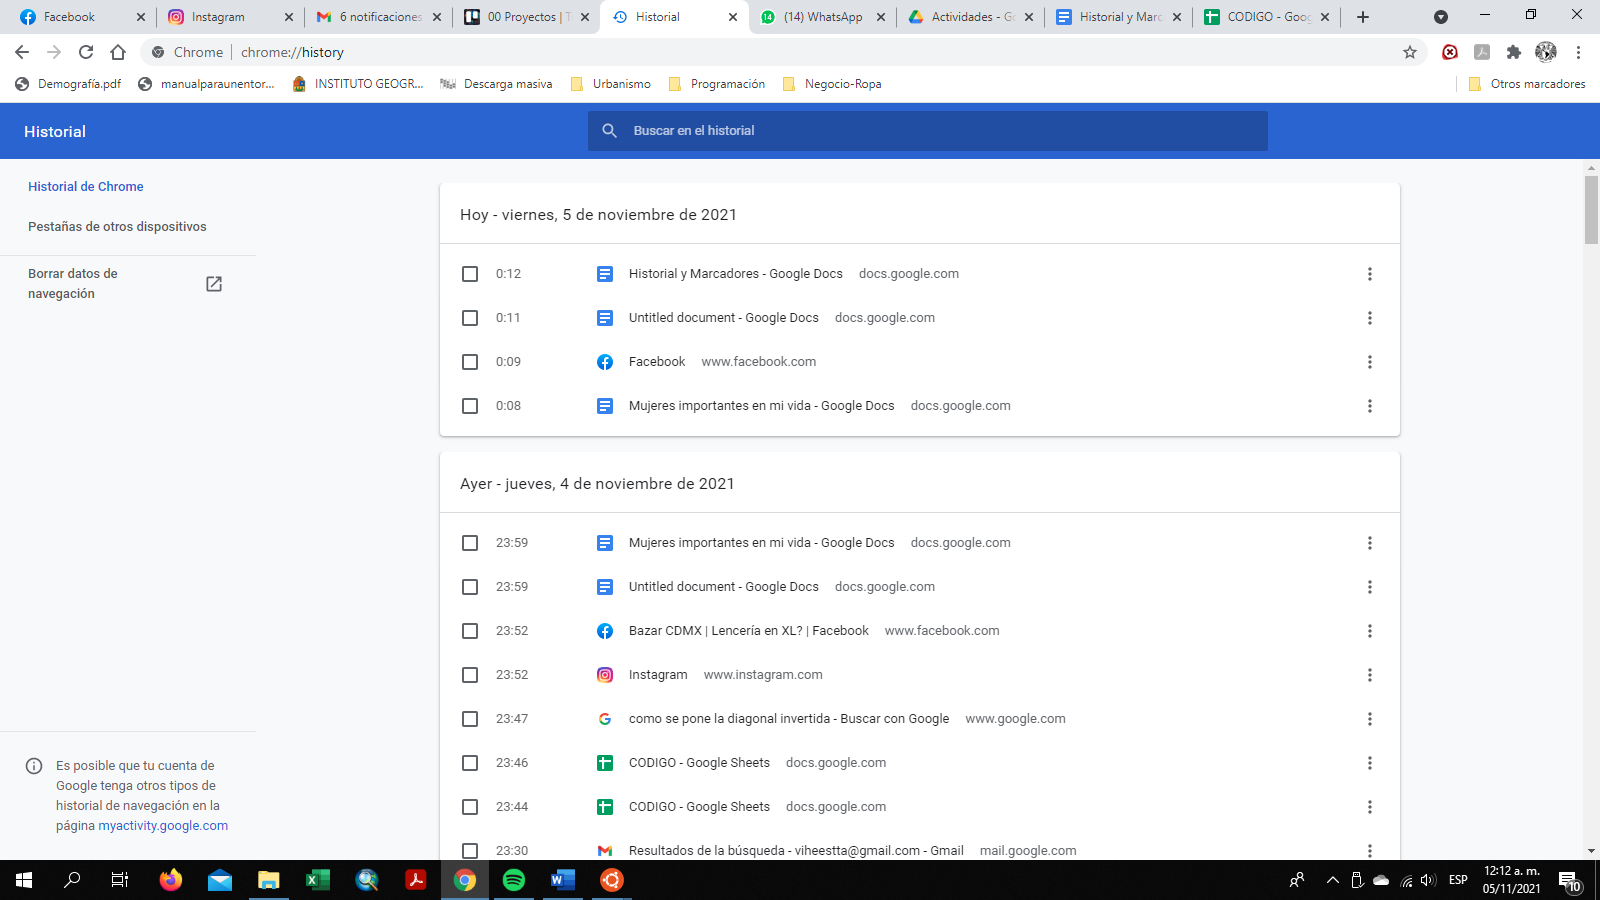 Facebook
Instagram
6 notificaciones
00 Proyectos | T
Historial
(14) WhatsApp
Actividades - Go
Historial y Marc
CODIGO - Goog
Chrome
chrome://history
Demografía.pdf
manualparaunentor...
INSTITUTO GEOGR...
Descarga masiva
Urbanismo
Programación
Negocio-Ropa
Otros marcadores
Historial
Buscar en el historial
Historial de Chrome
Pestañas de otros dispositivos
Borrar datos de
navegación
Es posible que tu cuenta de
Google tenga otros tipos de
historial de navegación en la
página myactivity.google.com
Hoy - viernes, 5 de noviembre de 2021
0:12 Historial y Marcadores - Google Docs docs.google.com
0:11 Untitled document - Google Docs docs.google.com
0:09 Facebook www.facebook.com
0:08 Mujeres importantes en mi vida - Google Docs docs.google.com
Ayer - jueves, 4 de noviembre de 2021
23:59 Mujeres importantes en mi vida - Google Docs docs.google.com
23:59 Untitled document - Google Docs docs.google.com
23:52 Bazar CDMX | Lencería en XL? | Facebook www.facebook.com
23:52 Instagram www.instagram.com
23:47 como se pone la diagonal invertida - Buscar con Google www.google.com
23:46 CODIGO - Google Sheets docs.google.com
23:44 CODIGO - Google Sheets docs.google.com
23:30 Resultados de la búsqueda - viheestta@gmail.com - Gmail mail.google.com
ESP
12:12 a. m.
05/11/2021
10